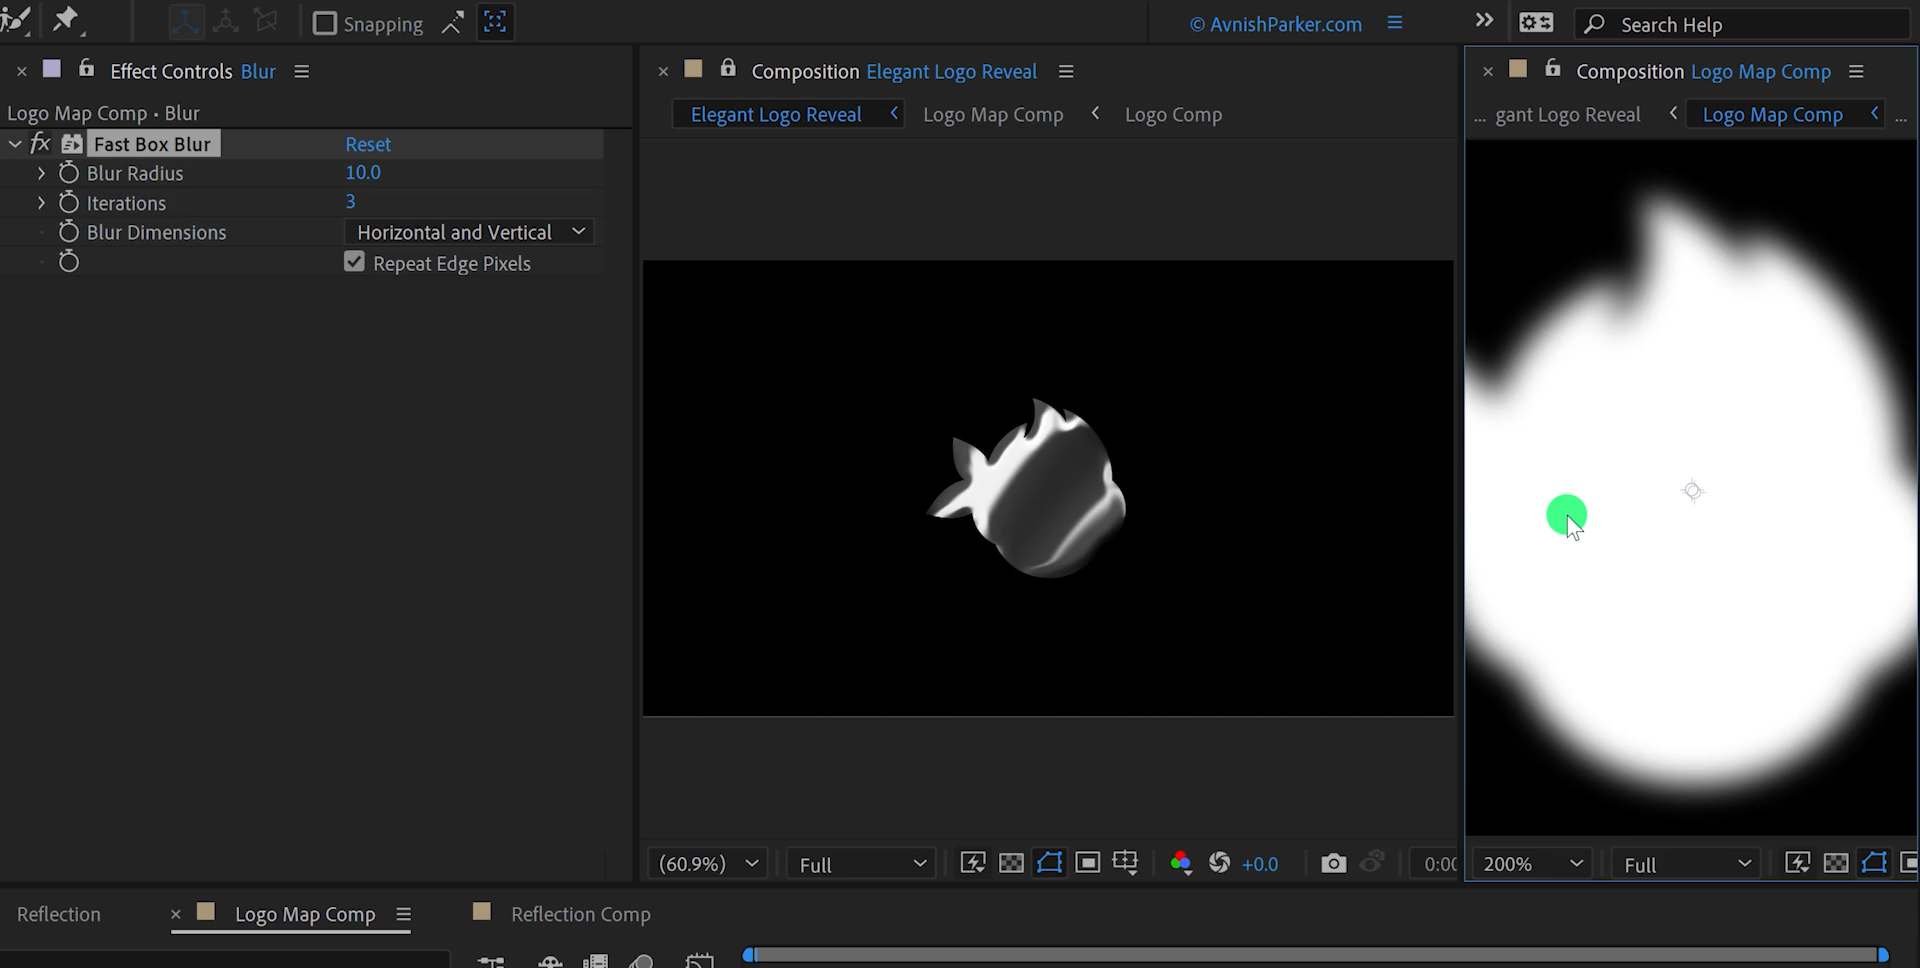 Snapping
© AvnishParker.com
Search Help
Effect Controls Blur
Composition Elegant Logo Reveal
Composition Logo Map Comp
Logo Map Comp • Blur
Elegant Logo Reveal
Logo Map Comp
Logo Comp
... gant Logo Reveal
Logo Map Comp
...
fx Fast Box Blur Reset
Blur Radius 10.0
Iterations 3
Blur Dimensions Horizontal and Vertical
Repeat Edge Pixels
(60.9%)
Full
+0.0
0:00
200%
Full
Reflection
Logo Map Comp
Reflection Comp